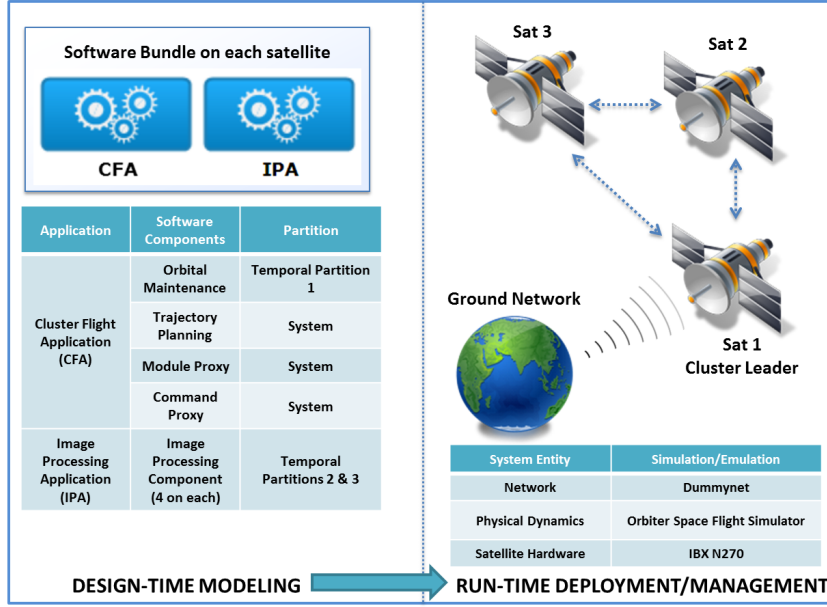 Software Bundle on each satellite
CFA
IPA
Application
Software
Components
Partition
Cluster Flight
Application
(CFA)
Orbital
Maintenance
Temporal Partition
1
Trajectory
Planning
System
Module Proxy
System
Command
Proxy
System
Image
Processing
Application
(IPA)
Image
Processing
Component
(4 on each)
Temporal
Partitions 2 & 3
DESIGN-TIME MODELING
Sat 3
Sat 2
Ground Network
Sat 1
Cluster Leader
System Entity
Simulation/Emulation
Network
Dummynet
Physical Dynamics
Orbiter Space Flight Simulator
Satellite Hardware
IBX N270
RUN-TIME DEPLOYMENT/MANAGEMENT